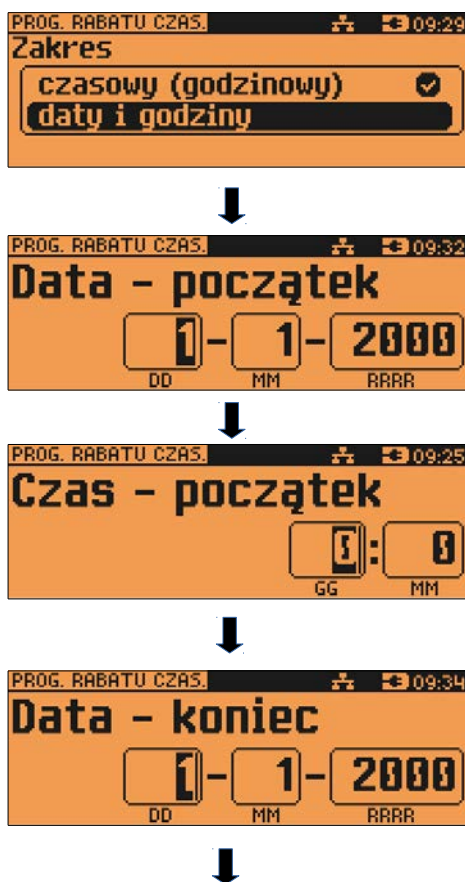 PROG. RABATU CZAS. 09:29
Zakres
czasowy (godzinowy)
daty i godziny
PROG. RABATU CZAS. 09:32
Data - początek
1 - 1 - 2000
DD MM RRRR
PROG. RABATU CZAS. 09:25
Czas - początek
: 0
GG MM
PROG. RABATU CZAS. 09:34
Data - koniec
1 - 1 - 2000
DD MM RRRR